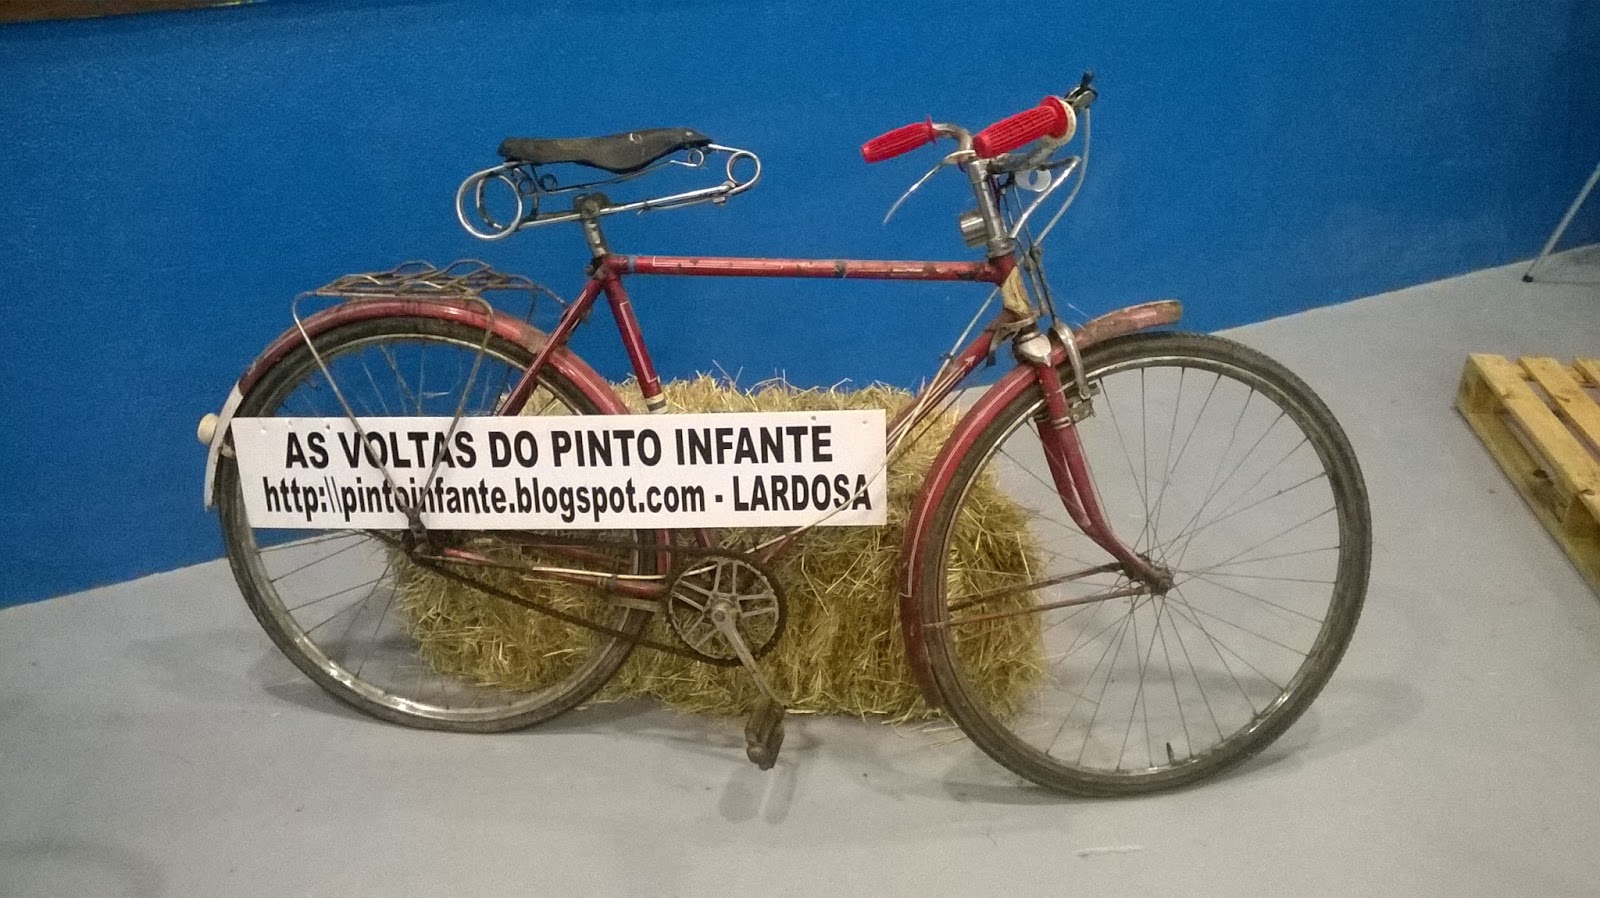 AS VOLTAS DO PINTO INFANTE
http:\\pintoinfante.blogspot.com - LARDOSA